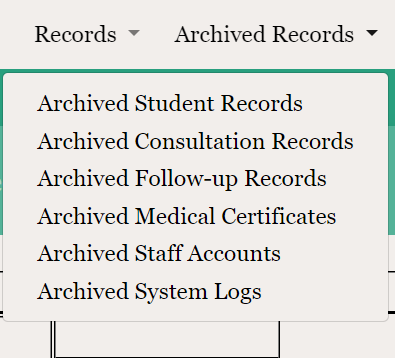 Records Archived Records
Archived Student Records
Archived Consultation Records
Archived Follow-up Records
Archived Medical Certificates
Archived Staff Accounts
Archived System Logs